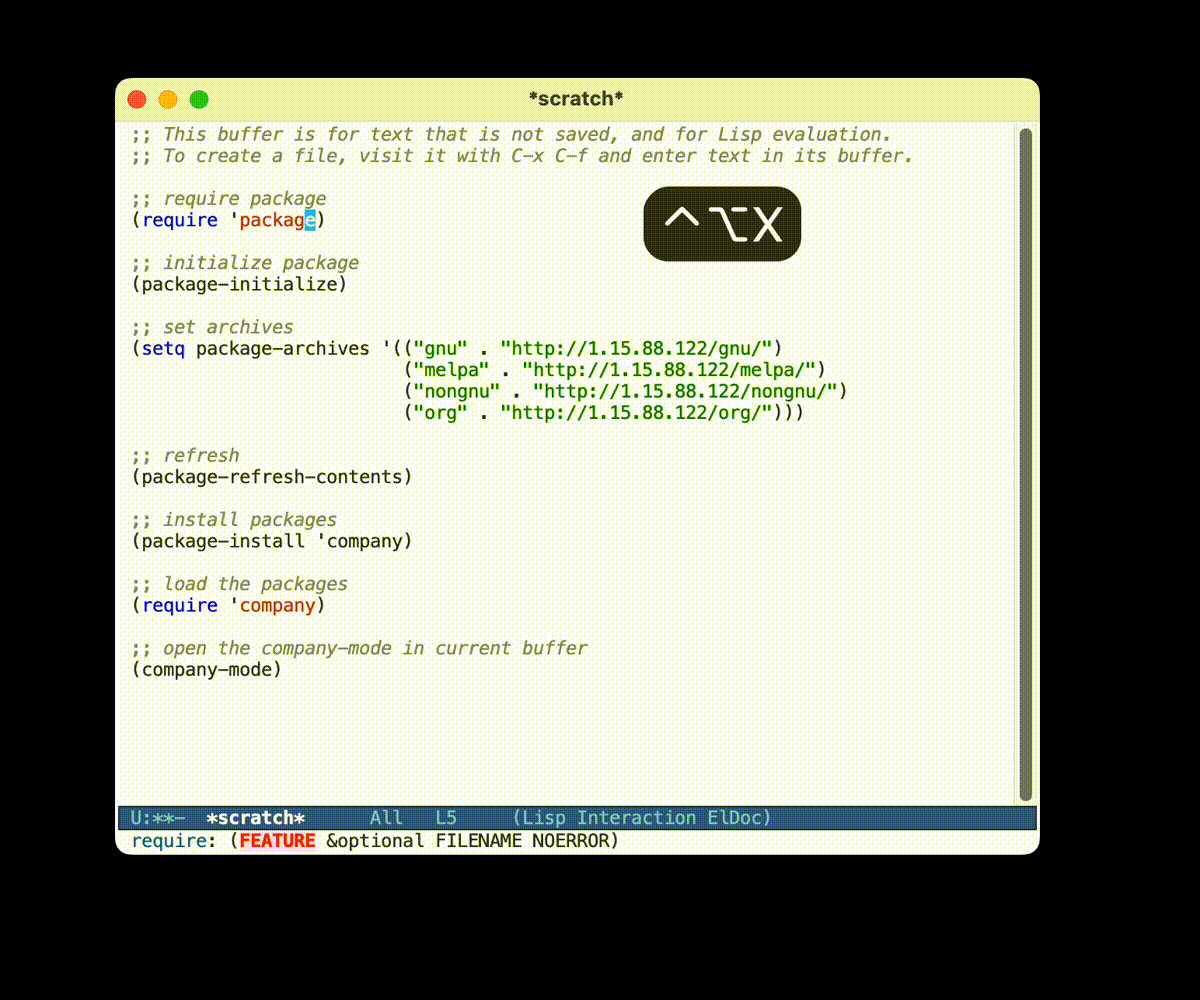 *scratch*
;; This buffer is for text that is not saved, and for Lisp evaluation.
;; To create a file, visit it with C-x C-f and enter text in its buffer.
;; require package
(require 'package)
⌃⌥X
;; initialize package
(package-initialize)
;; set archives
(setq package-archives '(("gnu" . "http://1.15.88.122/gnu/")
("melpa" . "http://1.15.88.122/melpa/")
("nongnu" . "http://1.15.88.122/nongnu/")
("org" . "http://1.15.88.122/org/")))
;; refresh
(package-refresh-contents)
;; install packages
(package-install 'company)
;; load the packages
(require 'company)
;; open the company-mode in current buffer
(company-mode)
U:**-  *scratch*      All   L5     (Lisp Interaction ElDoc)
require: (FEATURE &optional FILENAME NOERROR)